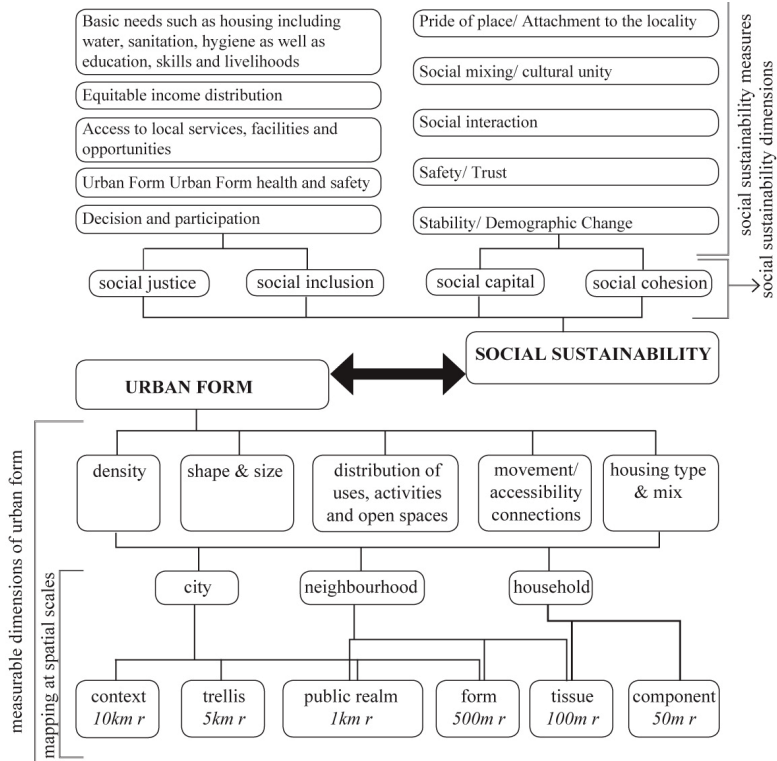 Basic needs such as housing including
water, sanitation, hygiene as well as
education, skills and livelihoods
Equitable income distribution
Access to local services, facilities and
opportunities
Urban Form Urban Form health and safety
Decision and participation
Pride of place/ Attachment to the locality
Social mixing/ cultural unity
Social interaction
Safety/ Trust
Stability/ Demographic Change
social sustainability measures
social sustainability dimensions
social justice
social inclusion
social capital
social cohesion
SOCIAL SUSTAINABILITY
URBAN FORM
measurable dimensions of urban form
density
shape & size
distribution of
uses, activities
and open spaces
movement/
accessibility
connections
housing type
& mix
mapping at spatial scales
city
neighbourhood
household
context
10km r
trellis
5km r
public realm
1km r
form
500m r
tissue
100m r
component
50m r